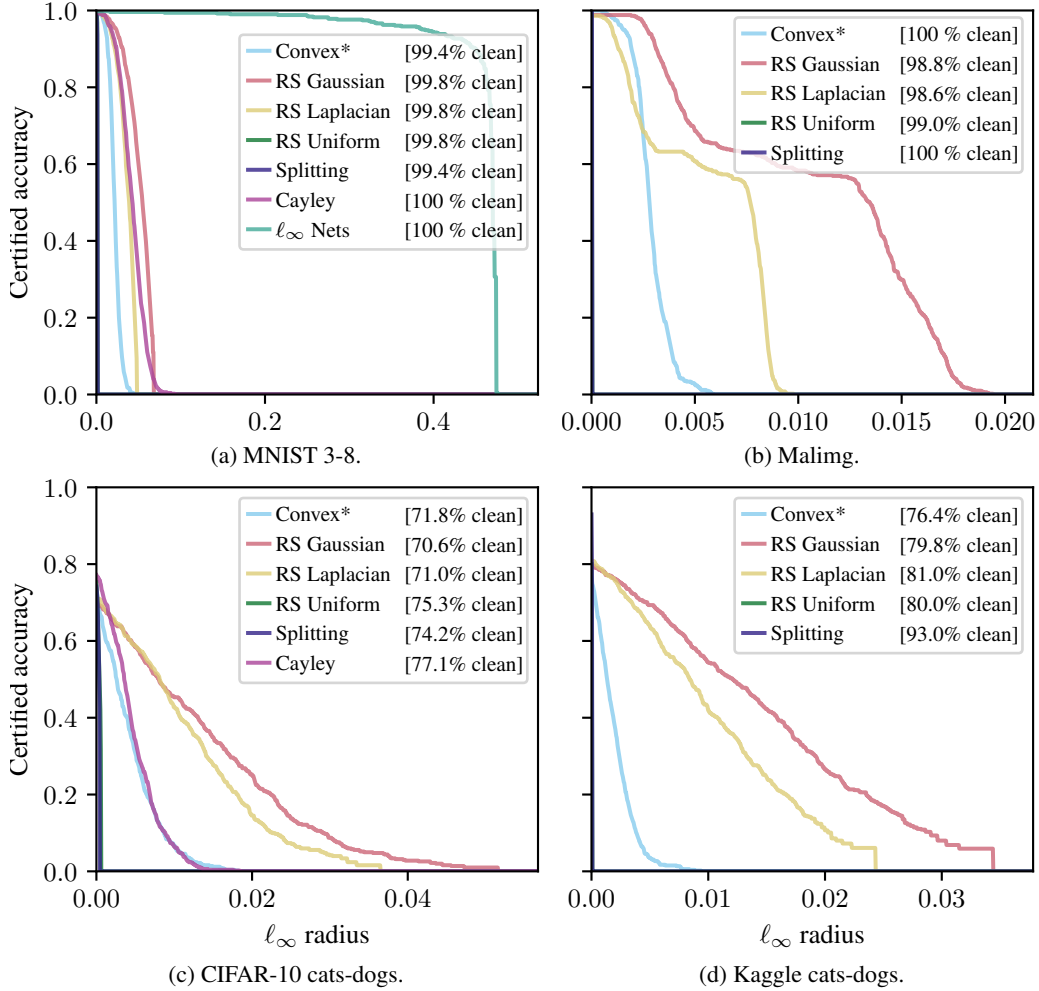 Certified accuracy
1.0
0.8
0.6
0.4
0.2
0.0
Convex* [99.4% clean]
RS Gaussian [99.8% clean]
RS Laplacian [99.8% clean]
RS Uniform [99.8% clean]
Splitting [99.4% clean]
Cayley [100 % clean]
ℓ∞ Nets [100 % clean]
0.0 0.2 0.4
(a) MNIST 3-8.
Convex* [100 % clean]
RS Gaussian [98.8% clean]
RS Laplacian [98.6% clean]
RS Uniform [99.0% clean]
Splitting [100 % clean]
0.000 0.005 0.010 0.015 0.020
(b) Malimg.
Certified accuracy
1.0
0.8
0.6
0.4
0.2
0.0
Convex* [71.8% clean]
RS Gaussian [70.6% clean]
RS Laplacian [71.0% clean]
RS Uniform [75.3% clean]
Splitting [74.2% clean]
Cayley [77.1% clean]
0.00 0.02 0.04
ℓ∞ radius
(c) CIFAR-10 cats-dogs.
Convex* [76.4% clean]
RS Gaussian [79.8% clean]
RS Laplacian [81.0% clean]
RS Uniform [80.0% clean]
Splitting [93.0% clean]
0.00 0.01 0.02 0.03
ℓ∞ radius
(d) Kaggle cats-dogs.